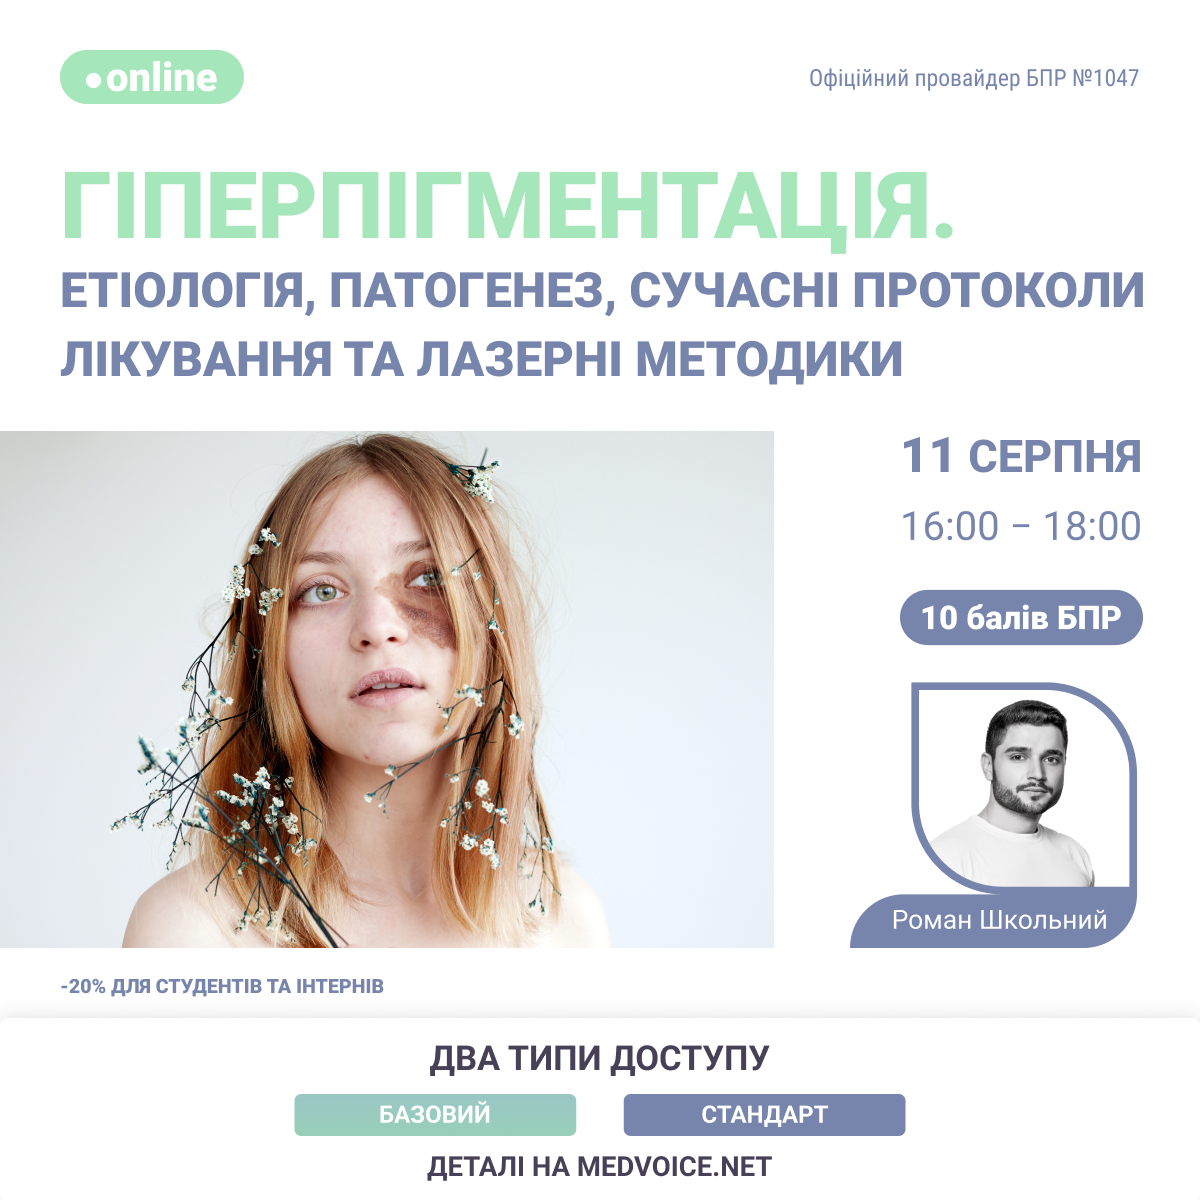 online
Офіційний провайдер БПР №1047
ГІПЕРПІГМЕНТАЦІЯ.
ЕТІОЛОГІЯ, ПАТОГЕНЕЗ, СУЧАСНІ ПРОТОКОЛИ
ЛІКУВАННЯ ТА ЛАЗЕРНІ МЕТОДИКИ
11 СЕРПНЯ
16:00 – 18:00
10 балів БПР
Роман Школьний
-20% ДЛЯ СТУДЕНТІВ ТА ІНТЕРНІВ
ДВА ТИПИ ДОСТУПУ
БАЗОВИЙ
СТАНДАРТ
ДЕТАЛІ НА MEDVOICE.NET